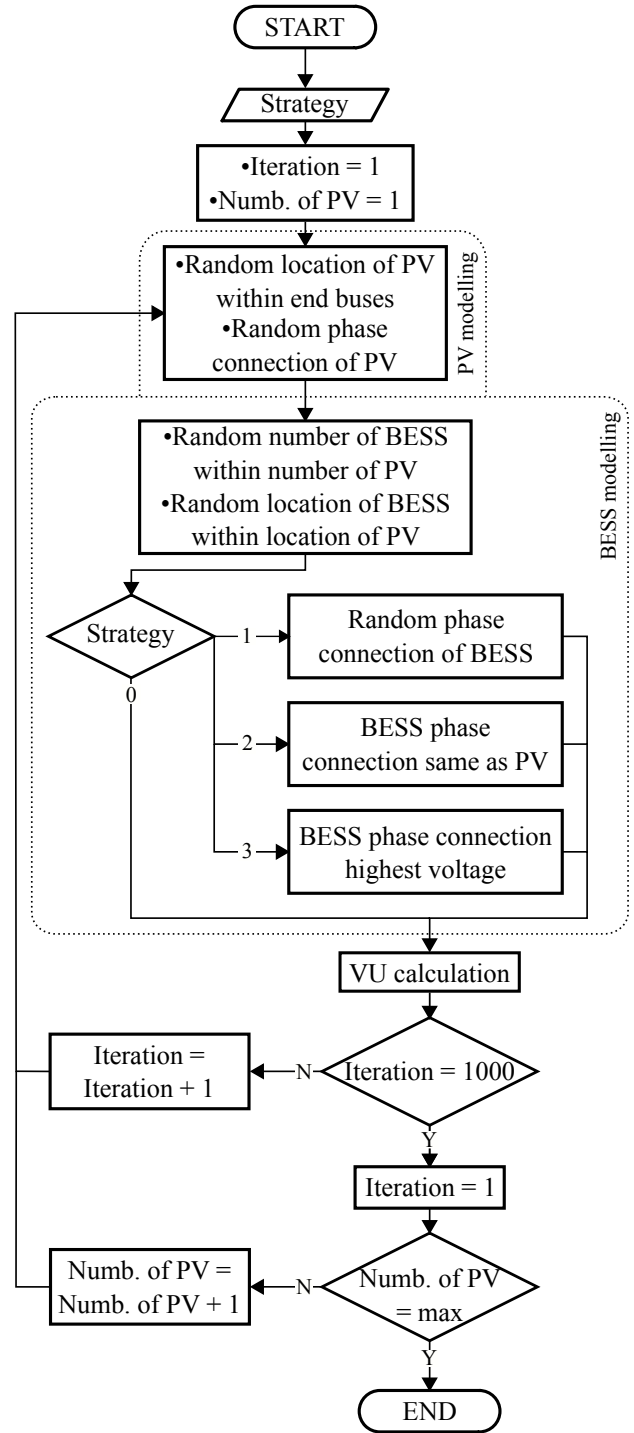 START
Strategy
•Iteration = 1
•Numb. of PV = 1
•Random location of PV
within end buses
•Random phase
connection of PV
PV modelling
•Random number of BESS
within number of PV
•Random location of BESS
within location of PV
BESS modelling
Strategy
0
1
Random phase
connection of BESS
2
BESS phase
connection same as PV
3
BESS phase connection
highest voltage
VU calculation
Iteration = 1000
N
Iteration =
Iteration + 1
Y
Iteration = 1
Numb. of PV
= max
N
Numb. of PV =
Numb. of PV + 1
Y
END